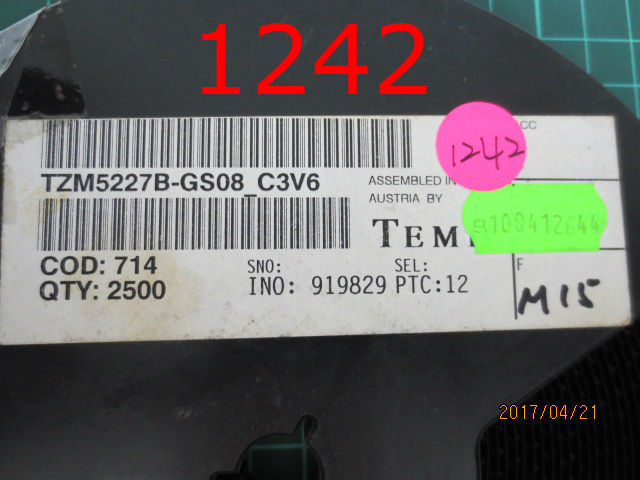 1242
1242
CC
TZM5227B-GS08_C3V6
ASSEMBLED IN
AUSTRIA BY
TEM
9100412644
COD: 714
SNO:
SEL:
F
QTY: 2500
INO: 919829
PTC:12
M15
2017/04/21